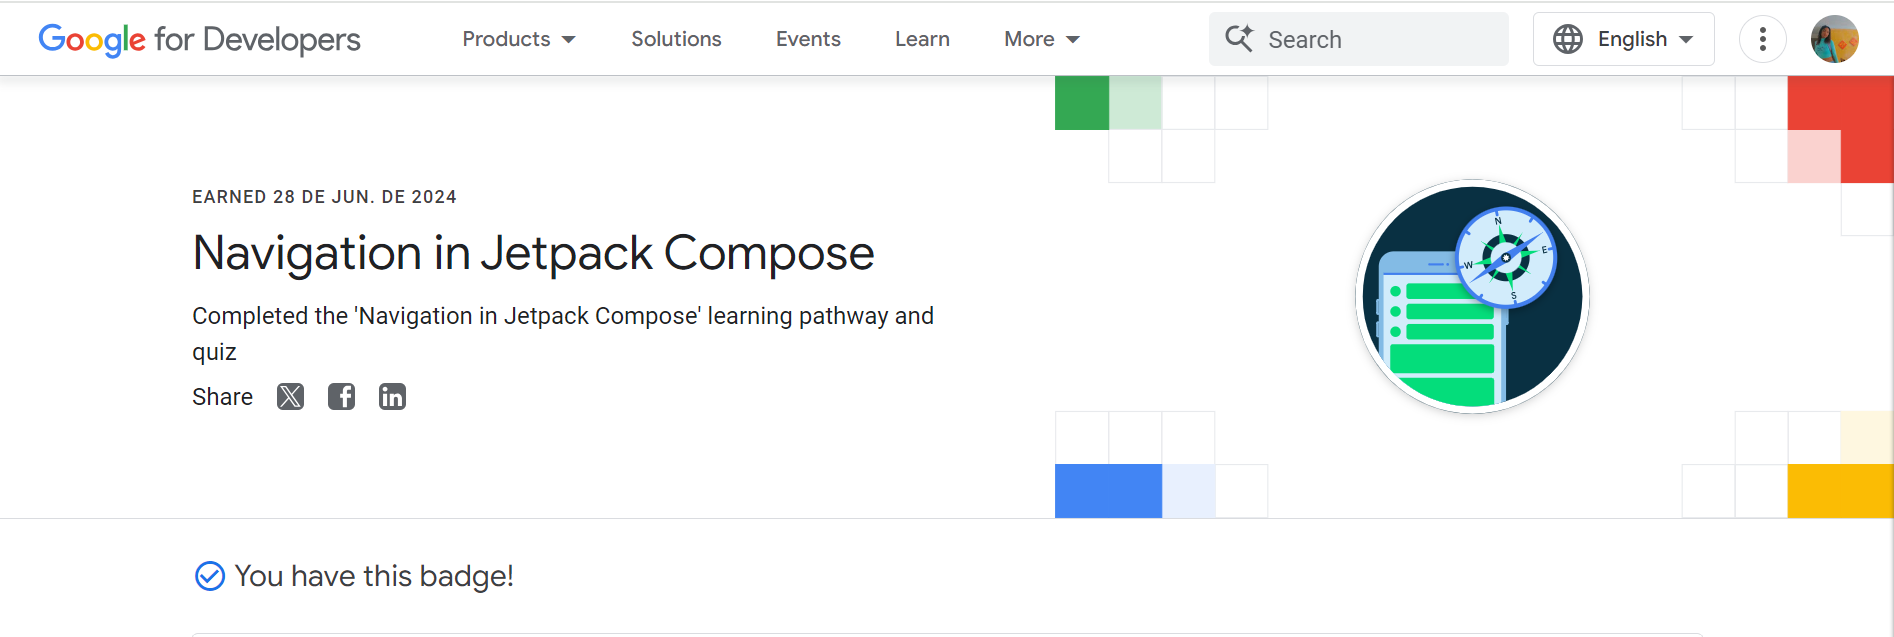 Google for Developers
Products
Solutions
Events
Learn
More
Search
English
EARNED 28 DE JUN. DE 2024
Navigation in Jetpack Compose
Completed the 'Navigation in Jetpack Compose' learning pathway and
quiz
Share
N
E
W
S
You have this badge!